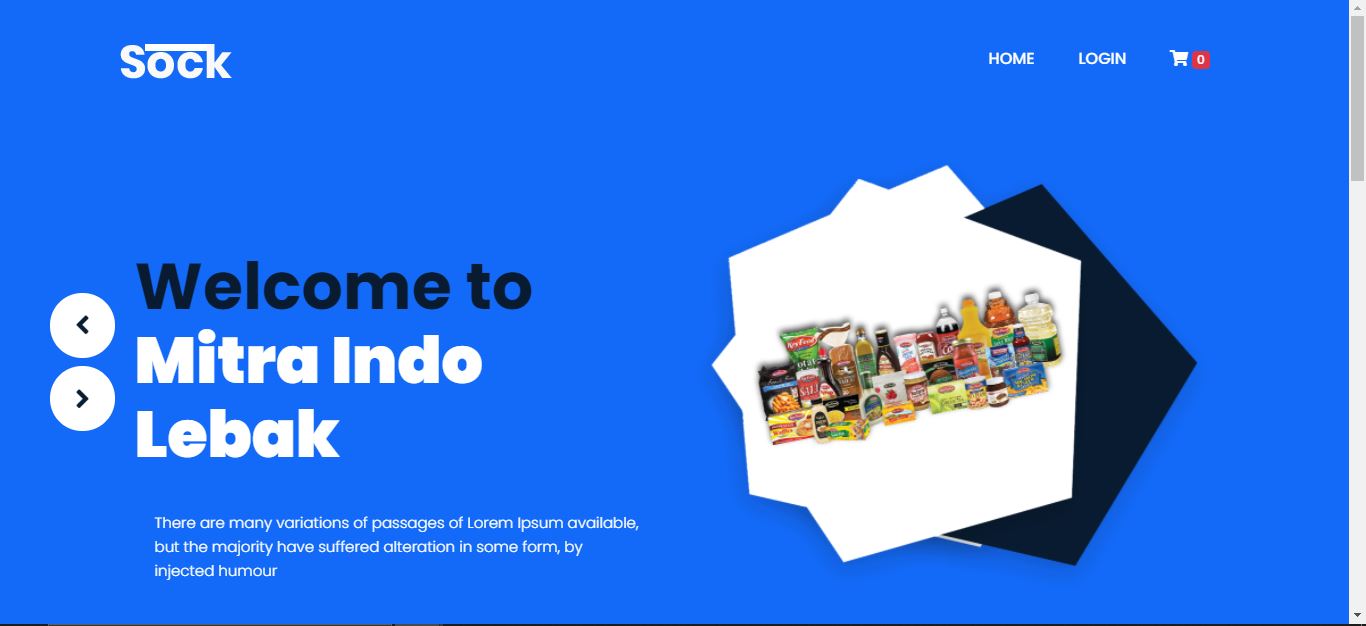 Sock
HOME LOGIN 0
Welcome to
Mitra Indo
Lebak
There are many variations of passages of Lorem Ipsum available,
but the majority have suffered alteration in some form, by
injected humour